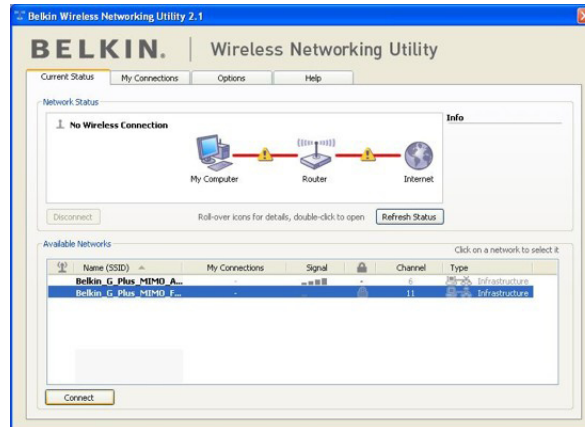 Belkin Wireless Networking Utility 2.1
BELKIN. | Wireless Networking Utility
Current Status My Connections Options Help
Network Status
No Wireless Connection
Info
My Computer Router Internet
Disconnect Roll-over icons for details, double-click to open Refresh Status
Available Networks
Click on a network to select it
Name (SSID) My Connections Signal Channel Type
Belkin_G_Plus_MIMO_A... - 6 Infrastructure
Belkin_G_Plus_MIMO_F... - 11 Infrastructure
Connect